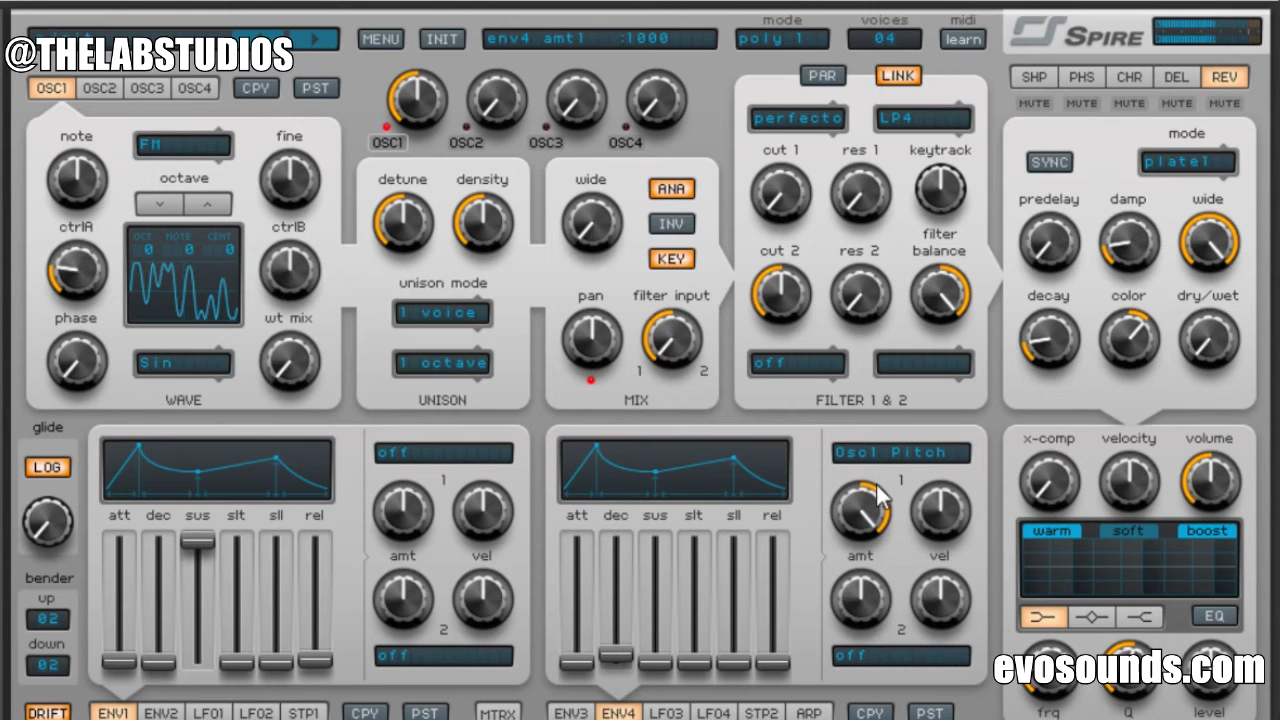 @THELABSTUDIOS
MENU INIT env4 amt1 :1000
mode poly 1
voices 04
midi learn
SPIRE
OSC1 OSC2 OSC3 OSC4 CPY PST
OSC1 OSC2 OSC3 OSC4
PAR LINK
SHP PHS CHR DEL REV
MUTE MUTE MUTE MUTE MUTE
note FM fine
octave
ctrlA ctrlB
OCT NOTE CENT
0 0 0
phase Sin wt mix
WAVE
detune density
unison mode
1 voice
1 octave
UNISON
wide ANA
INV
KEY
pan filter input
1 2
MIX
perfecto LP4
cut 1 res 1 keytrack
cut 2 res 2 filter balance
off
FILTER 1 & 2
mode
SYNC plate1
predelay damp wide
decay color dry/wet
glide
LOG
bender
up
02
down
02
DRIFT
att dec sus slt sll rel
off
1
amt vel
2
off
att dec sus slt sll rel
Osc1 Pitch
1
amt vel
2
off
x-comp velocity volume
warm soft boost
EQ
frq Q level
evosounds.com
ENV1 ENV2 LFO1 LFO2 STP1 CPY PST MTRX ENV3 ENV4 LFO3 LFO4 STP2 ARP CPY PST